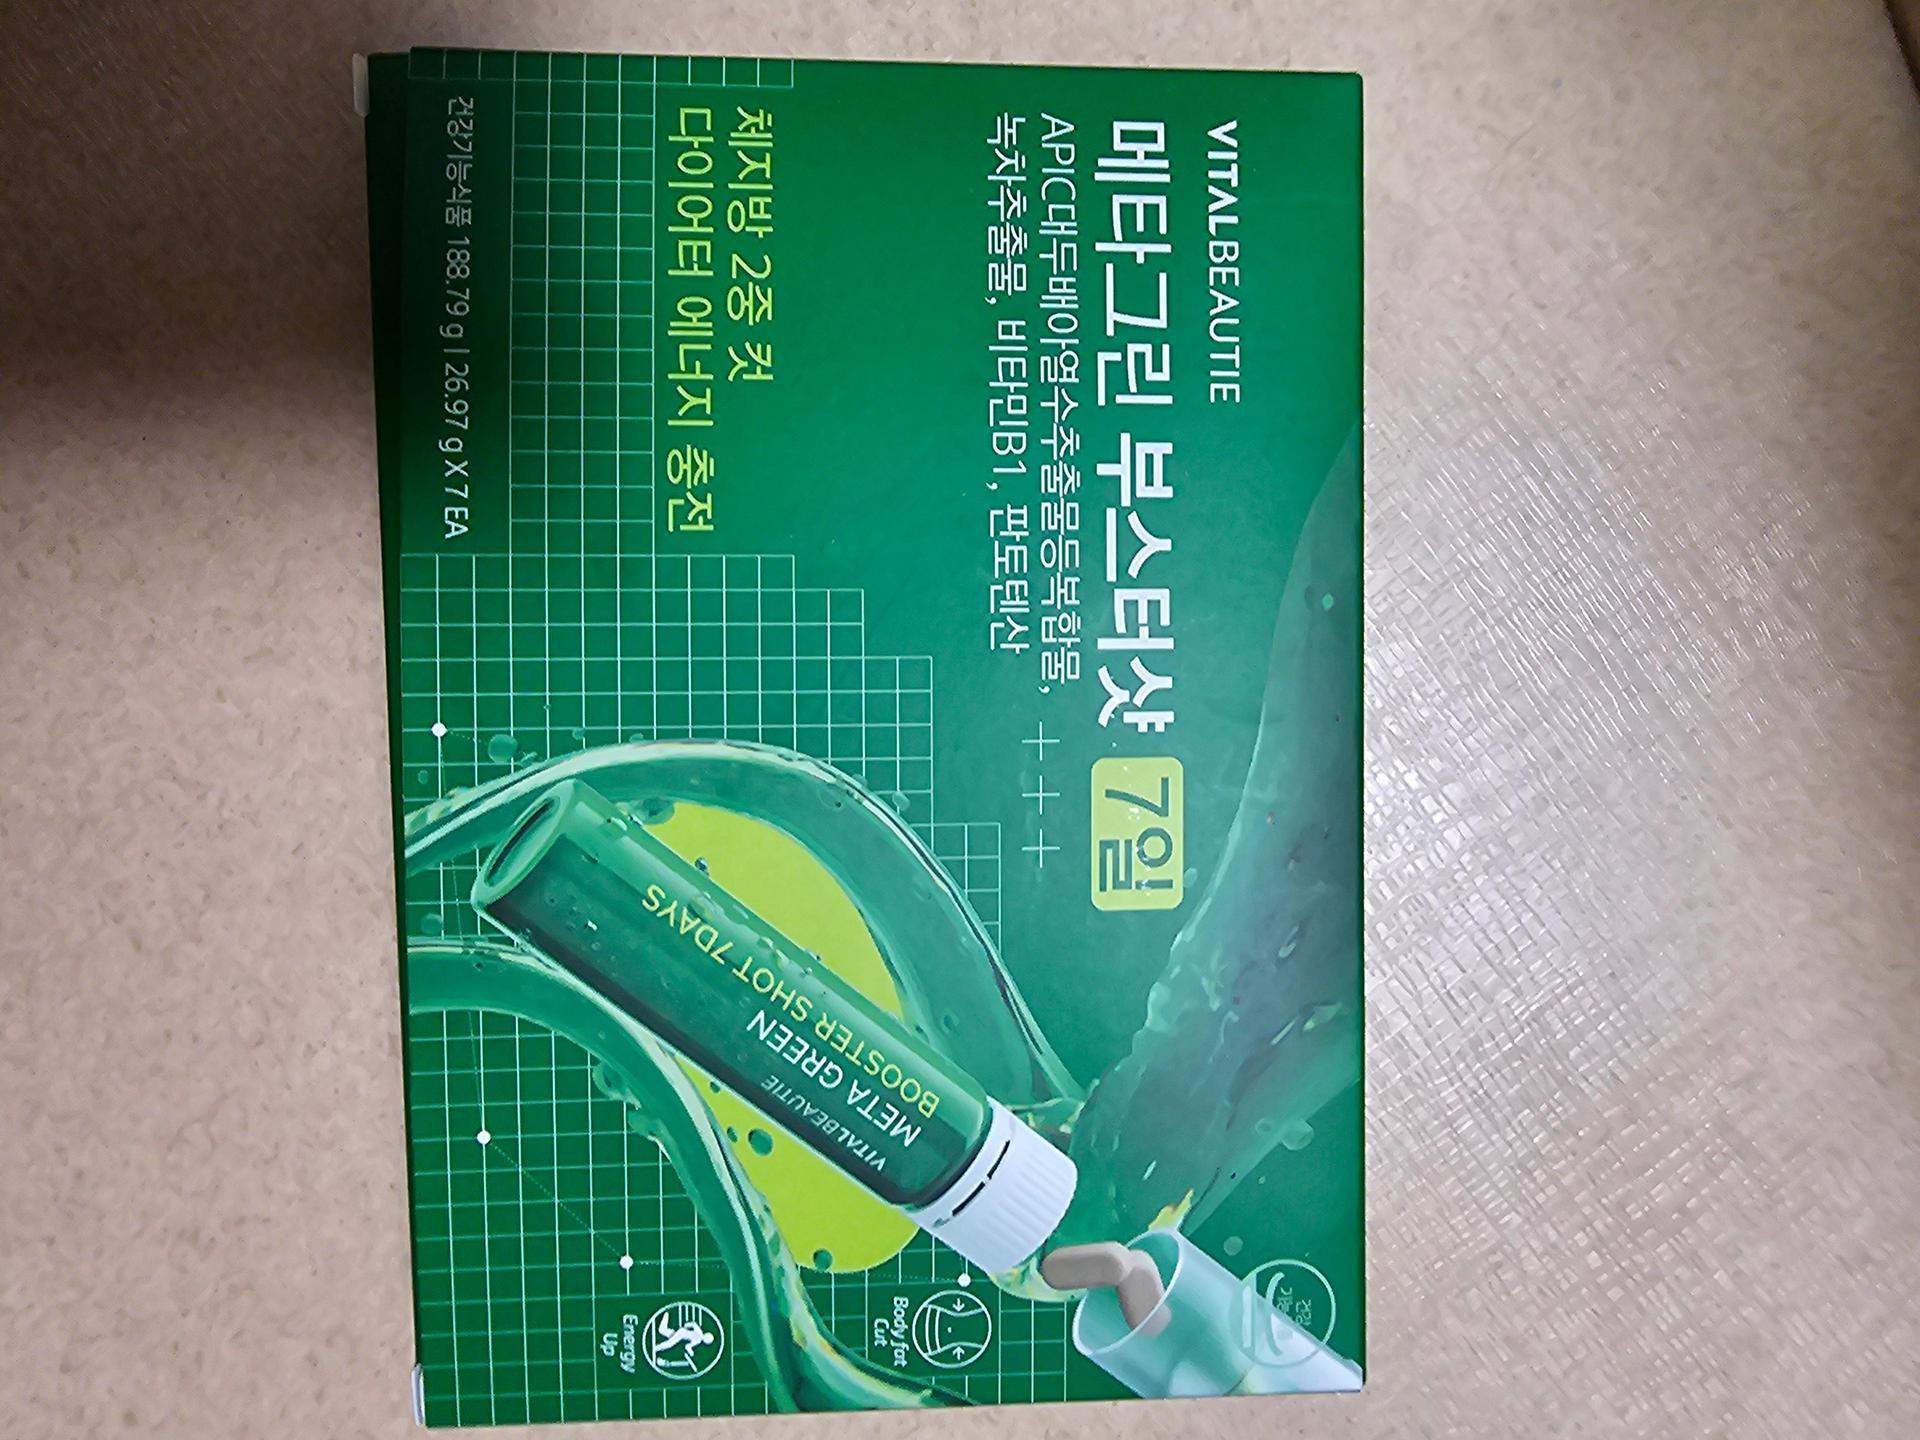 VITALBEAUTIE
메타그린 부스터샷 7일
APIC대두배아열수추출물등복합물,
녹차추출물, 비타민B1, 판토텐산
체지방 2중 컷
다이어터 에너지 충전
건강기능식품 188.79 g | 26.97 g X 7 EA
VITALBEAUTIE
META GREEN
BOOSTER SHOT 7DAYS
Body fat
Cut
Energy
Up